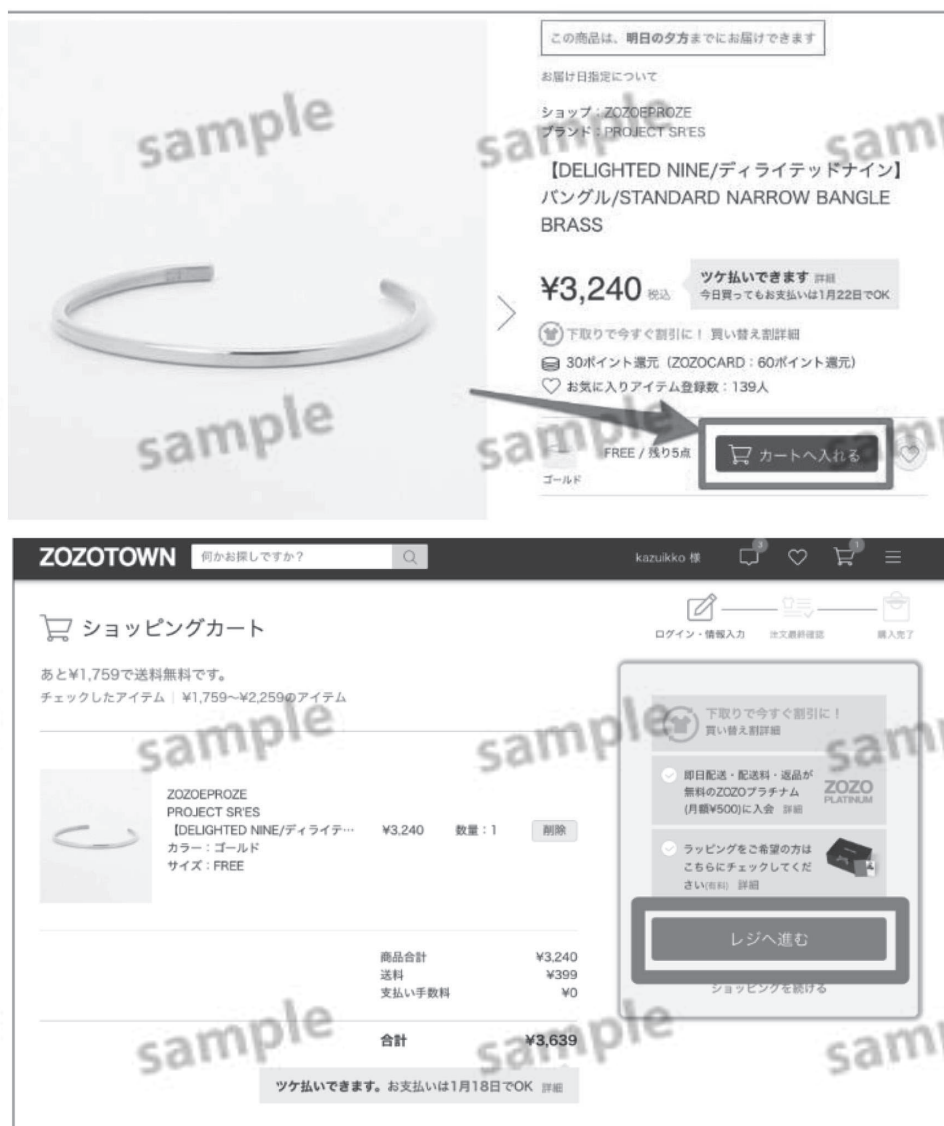 この商品は、明日の夕方までにお届けできます
お届け日指定について
ショップ：ZOZOEPROZE
ブランド：PROJECT SR'ES
【DELIGHTED NINE/ディライテッドナイン】
バングル/STANDARD NARROW BANGLE
BRASS
¥3,240 税込
ツケ払いできます 詳細
今日買ってもお支払いは1月22日でOK
下取りで今すぐ割引に！ 買い替え割詳細
30ポイント還元（ZOZOCARD：60ポイント還元）
お気に入りアイテム登録数：139人
FREE / 残り5点
カートへ入れる
ゴールド
sample
sample
sample
sample
sample
sample
ZOZOTOWN
何かお探しですか？
kazuikko 様
3
1
ショッピングカート
ログイン・情報入力
注文最終確認
購入完了
あと¥1,759で送料無料です。
チェックしたアイテム | ¥1,759〜¥2,259のアイテム
下取りで今すぐ割引に！
買い替え割詳細
ZOZOEPROZE
PROJECT SR'ES
【DELIGHTED NINE/ディライテ…
カラー：ゴールド
サイズ：FREE
¥3,240
数量：1
削除
即日配送・配送料・返品が
無料のZOZOプラチナム
(月額¥500)に入会 詳細
ZOZO
PLATINUM
ラッピングをご希望の方は
こちらにチェックしてくだ
さい(有料) 詳細
レジへ進む
ショッピングを続ける
商品合計 ¥3,240
送料 ¥399
支払い手数料 ¥0
合計 ¥3,639
ツケ払いできます。お支払いは1月18日でOK 詳細
sample
sample
sample
sample
sample
sample